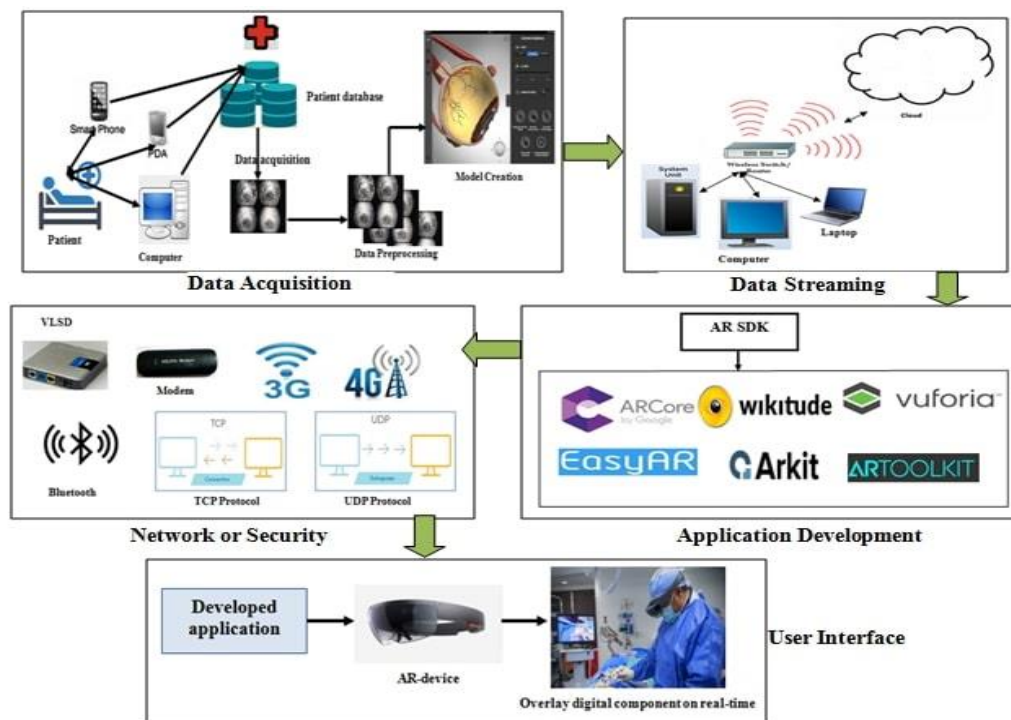 Smart Phone
PDA
Patient database
Data acquisition
Patient
Computer
Data Preprocessing
Model Creation
Data Acquisition
Cloud
Wireless Switch/
System
Unit
Computer
Laptop
Data Streaming
VLSD
Modem
3G
4G
Bluetooth
TCP
TCP Protocol
UDP
UDP Protocol
Network or Security
AR SDK
ARCore
by Google
wikitude
vuforia™
EasyAR
Arkit
ARTOOLKIT
Application Development
Developed
application
AR-device
Overlay digital component on real-time
User Interface